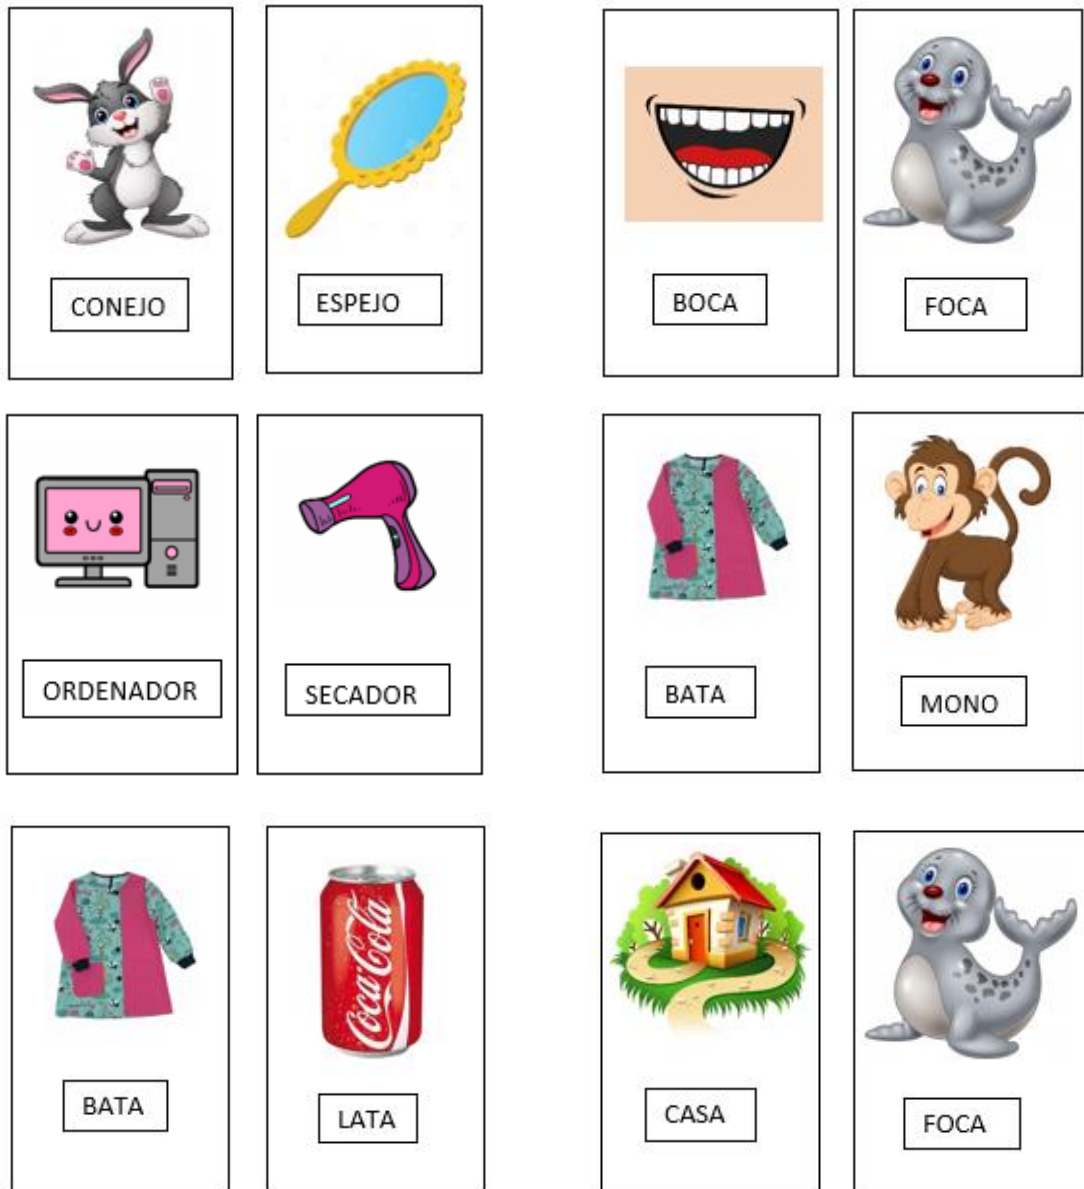 CONEJO
ESPEJO
BOCA
FOCA
ORDENADOR
SECADOR
BATA
MONO
Coca-Cola
BATA
LATA
CASA
FOCA